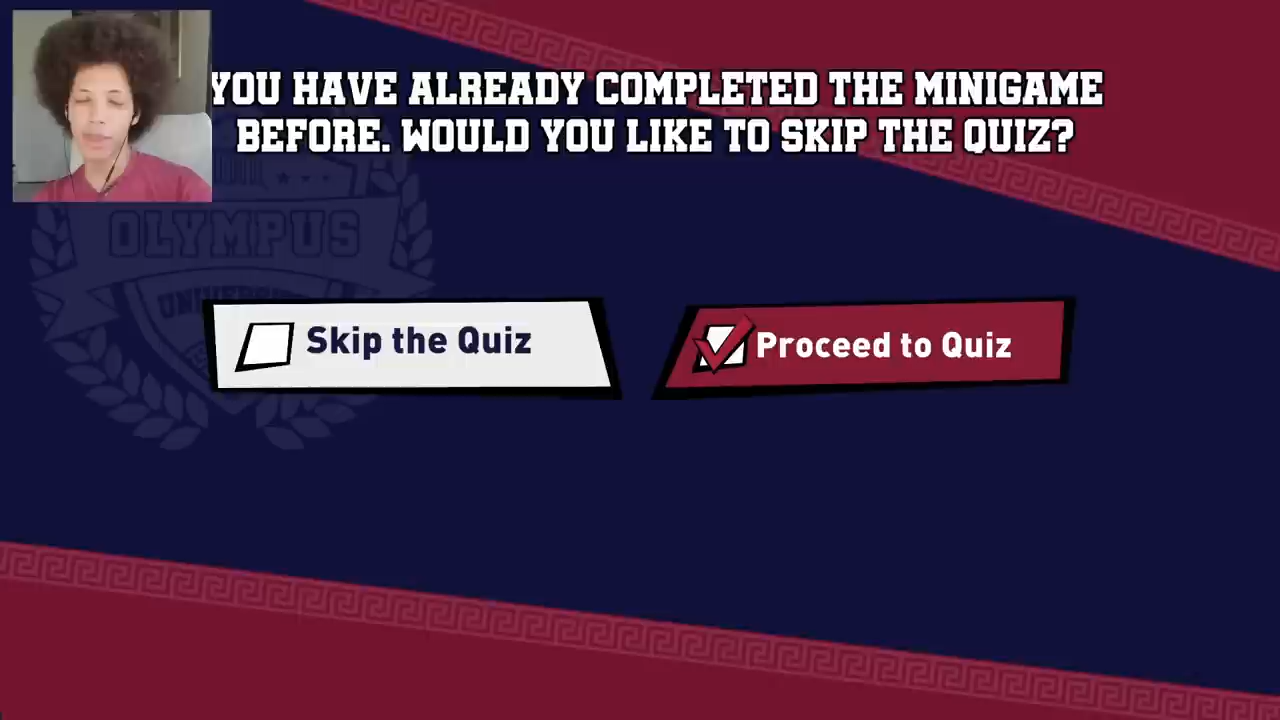 YOU HAVE ALREADY COMPLETED THE MINIGAME
BEFORE. WOULD YOU LIKE TO SKIP THE QUIZ?
OLYMPUS
Skip the Quiz
Proceed to Quiz